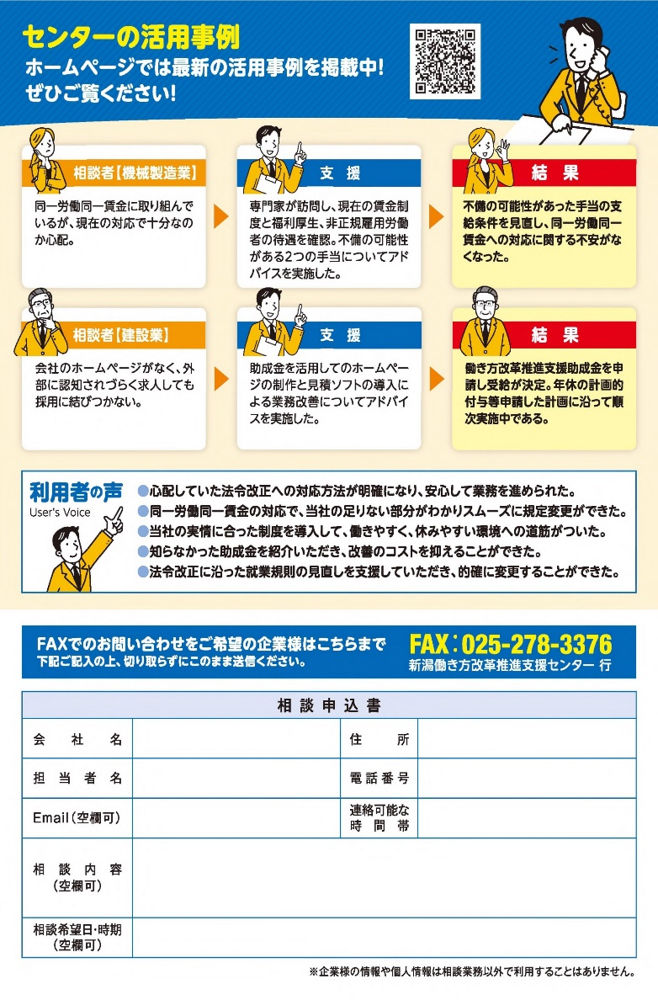 センターの活用事例
ホームページでは最新の活用事例を掲載中!
ぜひご覧ください!
相談者【機械製造業】
同一労働同一賃金に取り組んで
いるが、現在の対応で十分なの
か心配。
支 援
専門家が訪問し、現在の賃金制
度と福利厚生、非正規雇用労働
者の待遇を確認。不備の可能性
がある2つの手当についてアド
バイスを実施した。
結 果
不備の可能性があった手当の支
給条件を見直し、同一労働同一
賃金への対応に関する不安がな
くなった。
相談者【建設業】
会社のホームページがなく、外
部に認知されづらく求人しても
採用に結びつかない。
支 援
助成金を活用してのホームペー
ジの制作と見積ソフトの導入に
よる業務改善についてアドバイ
スを実施した。
結 果
働き方改革推進支援助成金を申
請し受給が決定。年休の計画的
付与等申請した計画に沿って順
次実施中である。
利用者の声
User's Voice
●心配していた法令改正への対応方法が明確になり、安心して業務を進められた。
●同一労働同一賃金の対応で、当社の足りない部分がわかりスムーズに規定変更ができた。
●当社の実情に合った制度を導入して、働きやすく、休みやすい環境への道筋がついた。
●知らなかった助成金を紹介いただき、改善のコストを抑えることができた。
●法令改正に沿った就業規則の見直しを支援していただき、的確に変更することができた。
FAXでのお問い合わせをご希望の企業様はこちらまで
下記ご記入の上、切り取らずにこのまま送信ください。
FAX:025-278-3376
新潟働き方改革推進支援センター 行
相談申込書
会社名
住所
担当者名
電話番号
Email(空欄可)
連絡可能な
時間帯
相談内容
(空欄可)
相談希望日・時期
(空欄可)
※企業様の情報や個人情報は相談業務以外で利用することはありません。